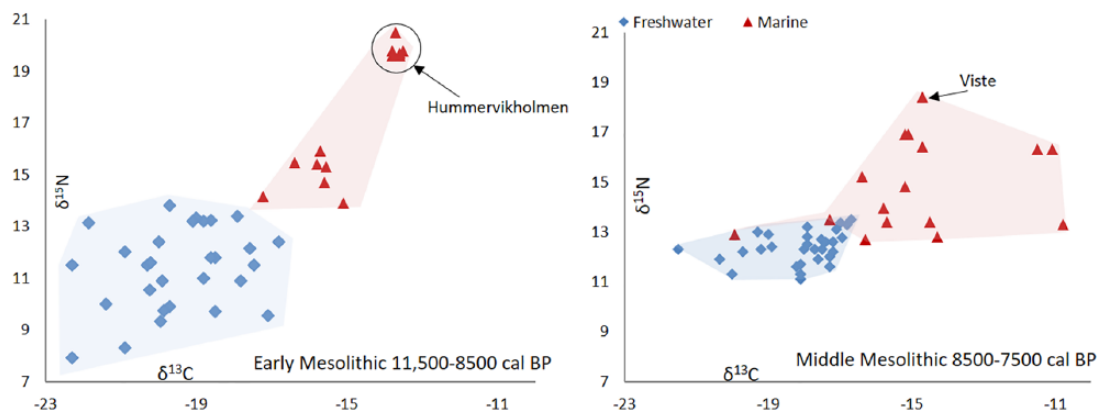 21
19
17
15
13
11
9
7
δ¹⁵N
Hummervikholmen
Early Mesolithic 11,500-8500 cal BP
δ¹³C
-23
-19
-15
-11
Freshwater
Marine
21
19
17
15
13
11
9
7
δ¹⁵N
Viste
Middle Mesolithic 8500-7500 cal BP
δ¹³C
-23
-19
-15
-11